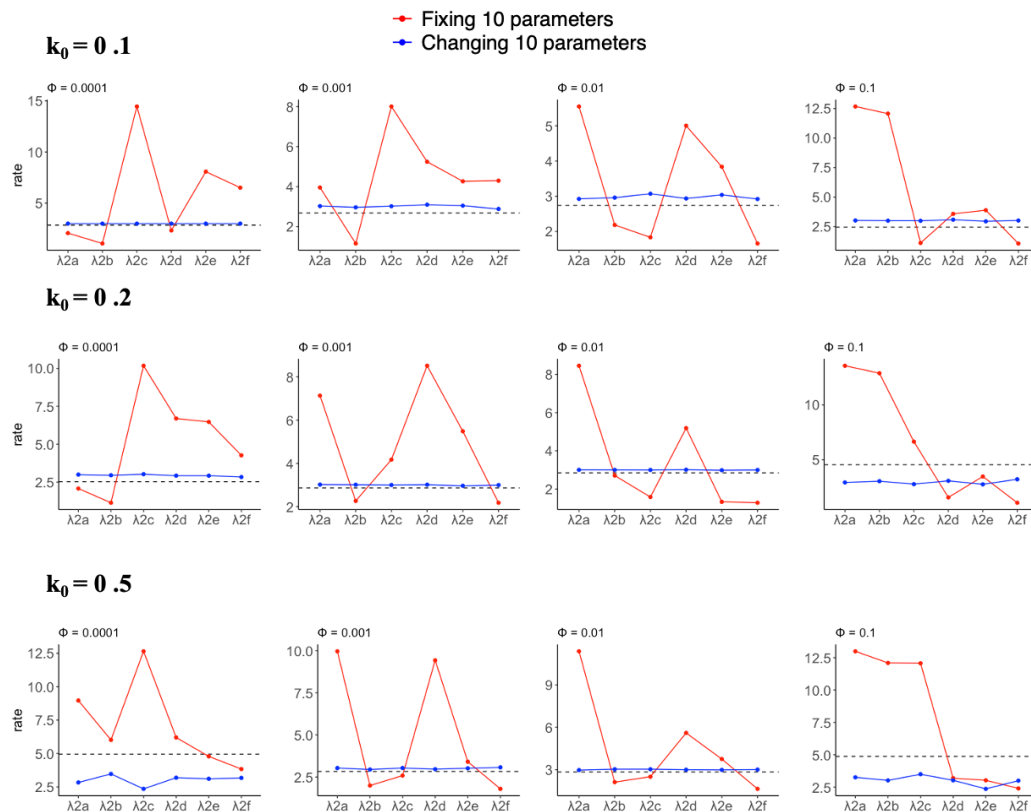 Fixing 10 parameters
Changing 10 parameters
k0 = 0 .1
Φ = 0.0001
Φ = 0.001
Φ = 0.01
Φ = 0.1
rate
15
10
5
8
6
4
2
5
4
3
2
12.5
10.0
7.5
5.0
2.5
λ2a λ2b λ2c λ2d λ2e λ2f
λ2a λ2b λ2c λ2d λ2e λ2f
λ2a λ2b λ2c λ2d λ2e λ2f
λ2a λ2b λ2c λ2d λ2e λ2f
k0 = 0 .2
Φ = 0.0001
Φ = 0.001
Φ = 0.01
Φ = 0.1
rate
10.0
7.5
5.0
2.5
8
6
4
2
8
6
4
2
10
5
λ2a λ2b λ2c λ2d λ2e λ2f
λ2a λ2b λ2c λ2d λ2e λ2f
λ2a λ2b λ2c λ2d λ2e λ2f
λ2a λ2b λ2c λ2d λ2e λ2f
k0 = 0 .5
Φ = 0.0001
Φ = 0.001
Φ = 0.01
Φ = 0.1
rate
12.5
10.0
7.5
5.0
2.5
10.0
7.5
5.0
2.5
9
6
3
12.5
10.0
7.5
5.0
2.5
λ2a λ2b λ2c λ2d λ2e λ2f
λ2a λ2b λ2c λ2d λ2e λ2f
λ2a λ2b λ2c λ2d λ2e λ2f
λ2a λ2b λ2c λ2d λ2e λ2f